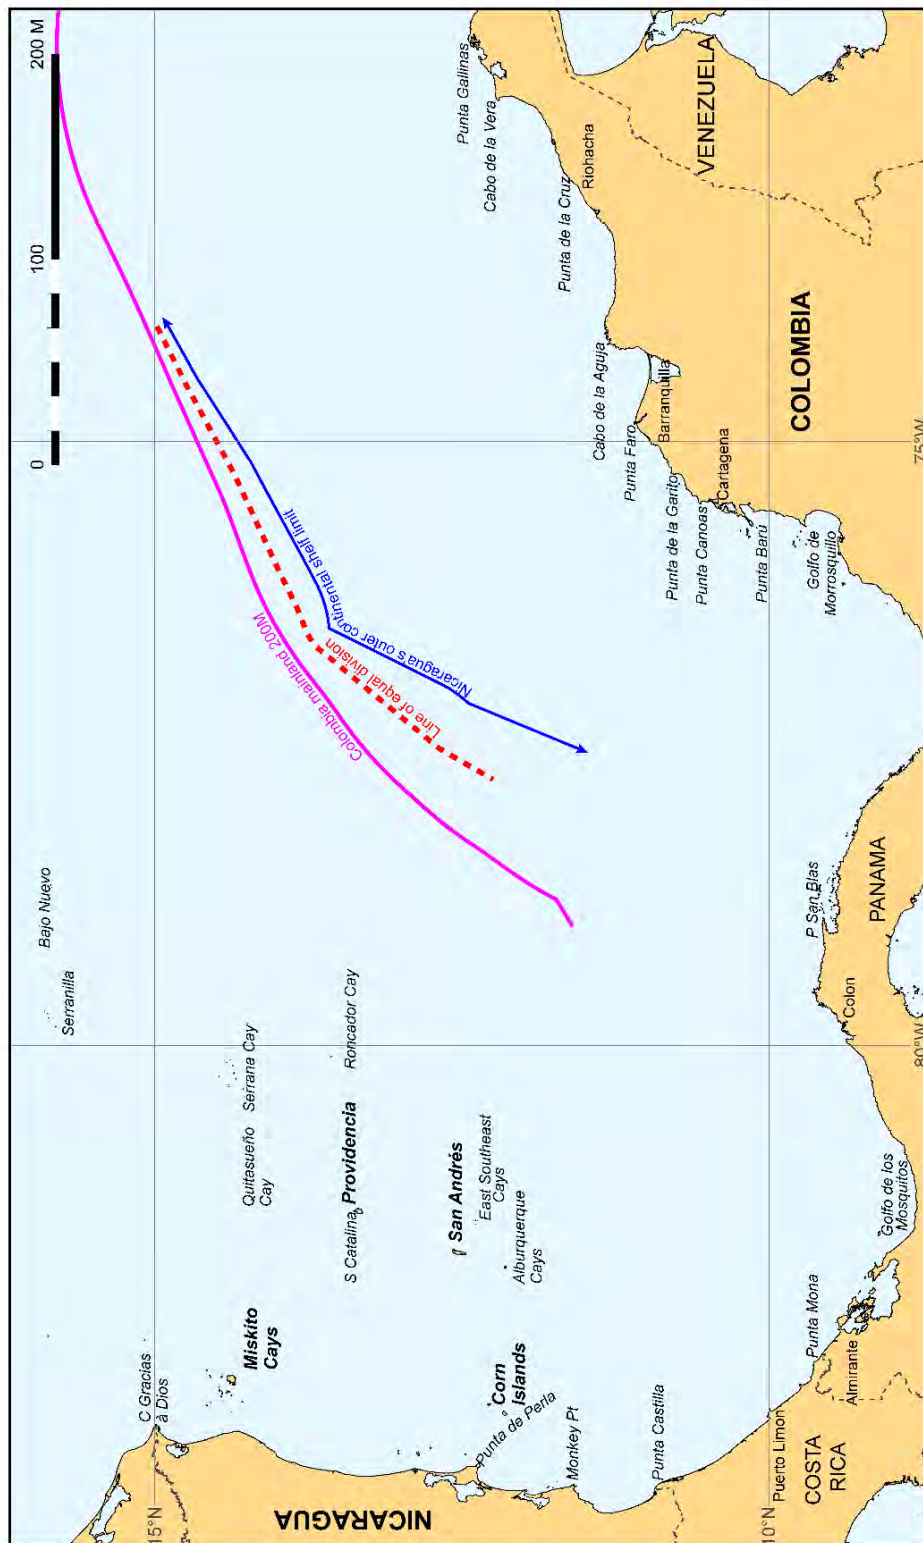 0
100
200 M
Bajo Nuevo
Serranilla
C Gracias
à Dios
15°N
Miskito
Cays
Quitasueño
Cay
Serrana Cay
S Catalina
Providencia
Roncador Cay
Colombia mainland 200M
Line of equal division
Nicaragua's outer continental shelf limit
San Andrés
East Southeast
Cays
Alburquerque
Cays
Corn
Islands
Punta de Perla
Monkey Pt
NICARAGUA
Punta Castilla
Punta Gallinas
Cabo de la Vera
Punta de la Cruz
Riohacha
VENEZUELA
Cabo de la Aguja
Punta Faro
Barranquilla
Punta de la Garito
Punta Canoas
Cartagena
Punta Barú
COLOMBIA
Golfo de
Morrosquillo
10°N
Puerto Limon
COSTA
RICA
Punta Mona
Almirante
Golfo de los
Mosquitos
Colon
P San Blas
PANAMA
80°W
75°W